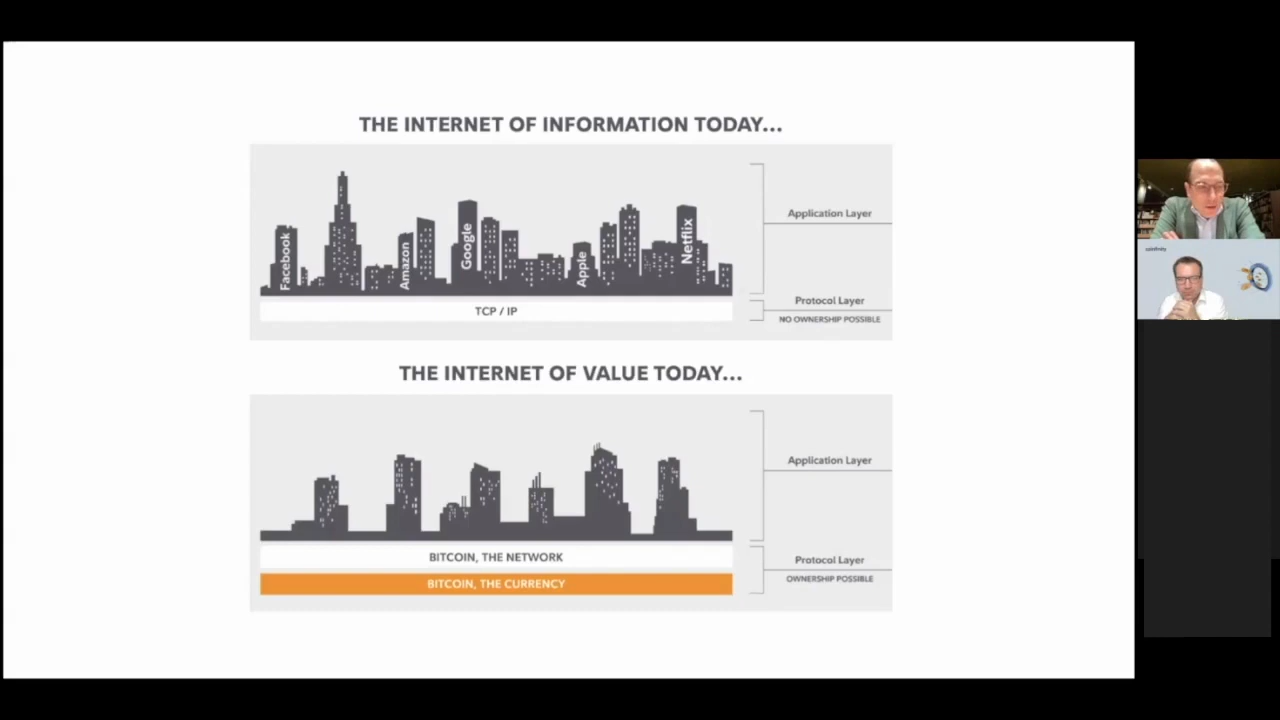 THE INTERNET OF INFORMATION TODAY...
Facebook
Amazon
Google
Apple
Netflix
Application Layer
TCP / IP
Protocol Layer
NO OWNERSHIP POSSIBLE
THE INTERNET OF VALUE TODAY...
Application Layer
BITCOIN, THE NETWORK
BITCOIN, THE CURRENCY
Protocol Layer
OWNERSHIP POSSIBLE